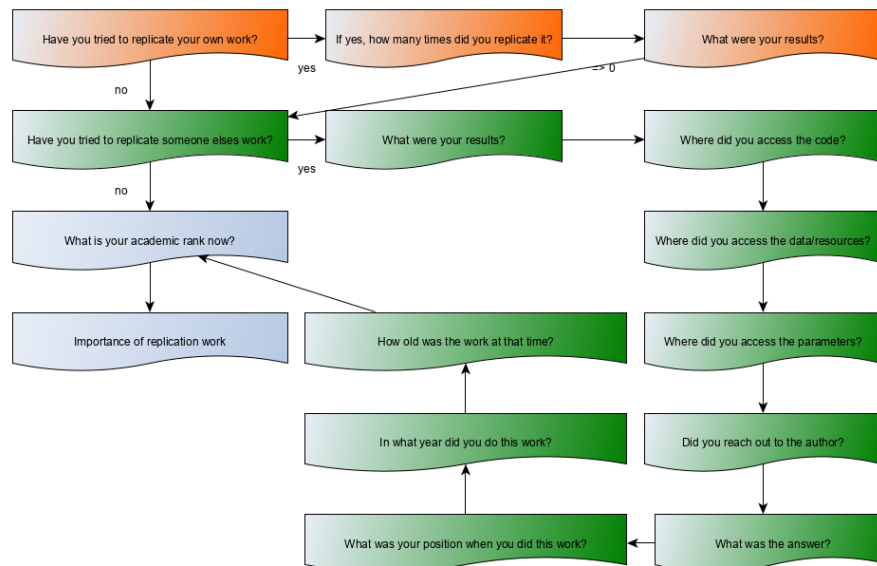 Have you tried to replicate your own work?
If yes, how many times did you replicate it?
What were your results?
yes
=> 0
no
Have you tried to replicate someone elses work?
What were your results?
Where did you access the code?
yes
no
What is your academic rank now?
Where did you access the data/resources?
Importance of replication work
How old was the work at that time?
Where did you access the parameters?
In what year did you do this work?
Did you reach out to the author?
What was your position when you did this work?
What was the answer?